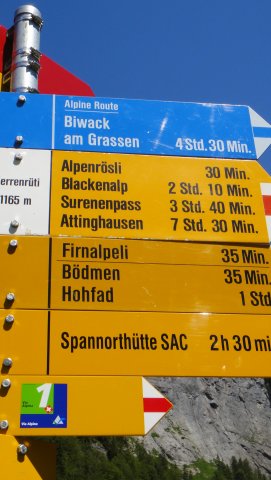 Alpine Route
Biwack
am Grassen 4 Std. 30 Min.
errenrüti
1165 m
Alpenrösli 30 Min.
Blackenalp 2 Std. 10 Min.
Surenenpass 3 Std. 40 Min.
Attinghausen 7 Std. 30 Min.
Firnalpeli 35 Min.
Bödmen 35 Min.
Hohfad 1 Std
Spannorthütte SAC 2 h 30 mi
Via
Alpina
1
Via Alpina